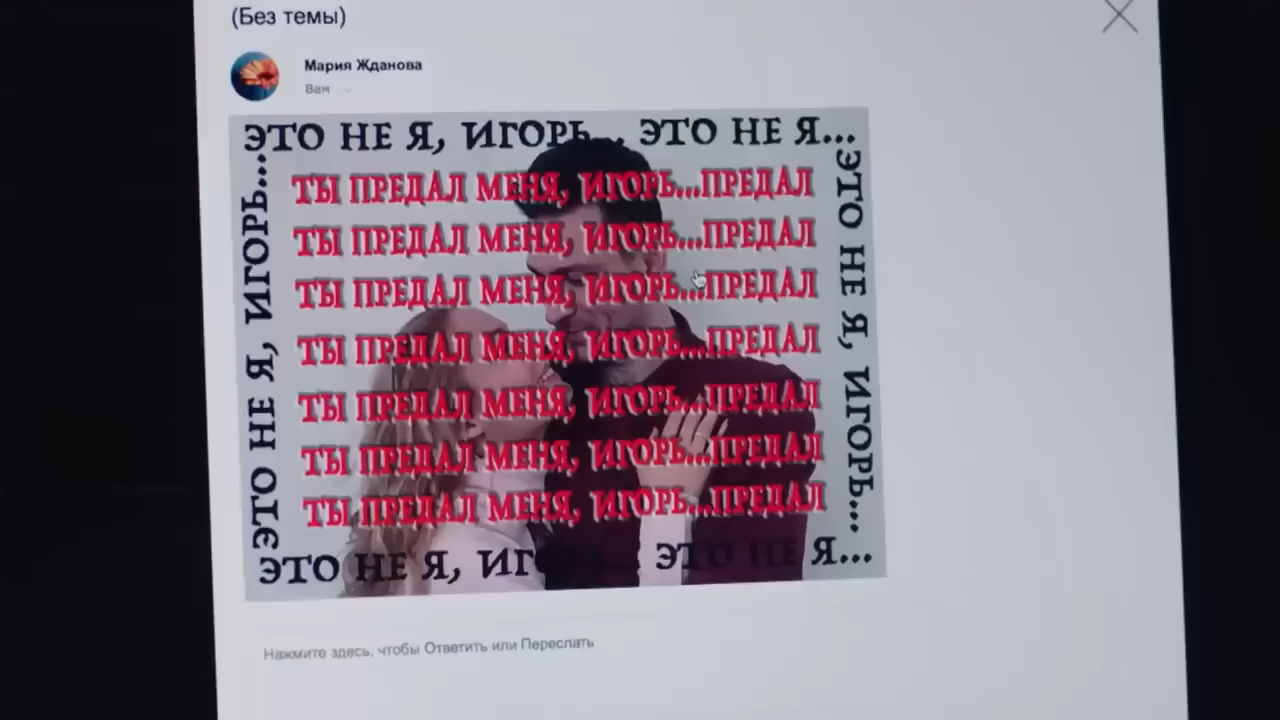 (Без темы)
Мария Жданова
Вам
ЭТО НЕ Я, ИГОРЬ... ЭТО НЕ Я...
ЭТО НЕ Я, ИГОРЬ...
ТЫ ПРЕДАЛ МЕНЯ, ИГОРЬ...ПРЕДАЛ
ТЫ ПРЕДАЛ МЕНЯ, ИГОРЬ...ПРЕДАЛ
ТЫ ПРЕДАЛ МЕНЯ, ИГОРЬ...ПРЕДАЛ
ТЫ ПРЕДАЛ МЕНЯ, ИГОРЬ...ПРЕДАЛ
ТЫ ПРЕДАЛ МЕНЯ, ИГОРЬ...ПРЕДАЛ
ТЫ ПРЕДАЛ МЕНЯ, ИГОРЬ...ПРЕДАЛ
ТЫ ПРЕДАЛ МЕНЯ, ИГОРЬ...ПРЕДАЛ
ЭТО НЕ Я, ИГОРЬ...
ЭТО НЕ Я, ИГОРЬ... ЭТО НЕ Я...
Нажмите здесь, чтобы Ответить или Переслать